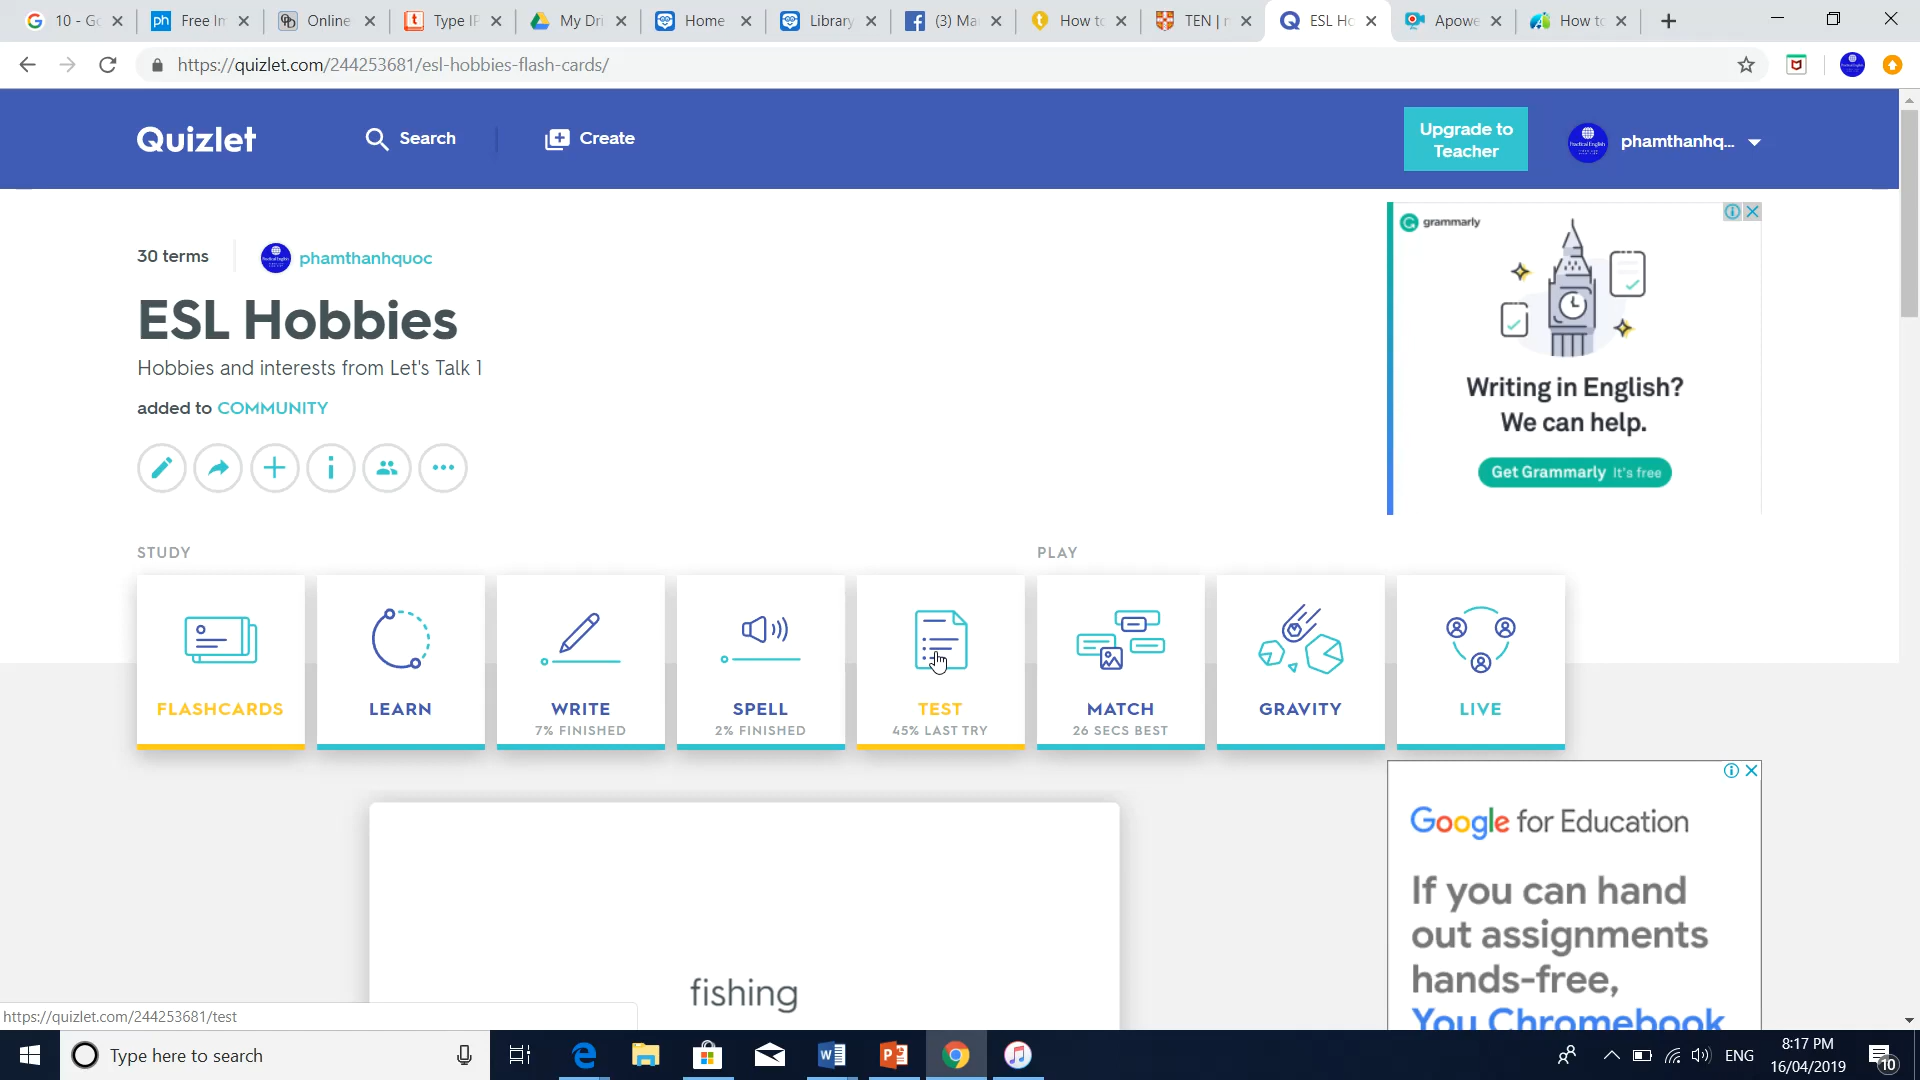 10 - Go
Free Im
Online
Type IP
My Dri
Home
Library
(3) Ma
How to
TEN | n
ESL Ho
Apowe
How to
https://quizlet.com/244253681/esl-hobbies-flash-cards/
Quizlet
Search
Create
Upgrade to
Teacher
phamthanhq...
30 terms
phamthanhquoc
ESL Hobbies
Hobbies and interests from Let's Talk 1
added to COMMUNITY
grammarly
Writing in English?
We can help.
Get Grammarly It's free
STUDY
PLAY
FLASHCARDS
LEARN
WRITE
7% FINISHED
SPELL
2% FINISHED
TEST
45% LAST TRY
MATCH
26 SECS BEST
GRAVITY
LIVE
fishing
Google for Education
If you can hand
out assignments
hands-free,
You Chromebook
https://quizlet.com/244253681/test
Type here to search
ENG
8:17 PM
16/04/2019
10